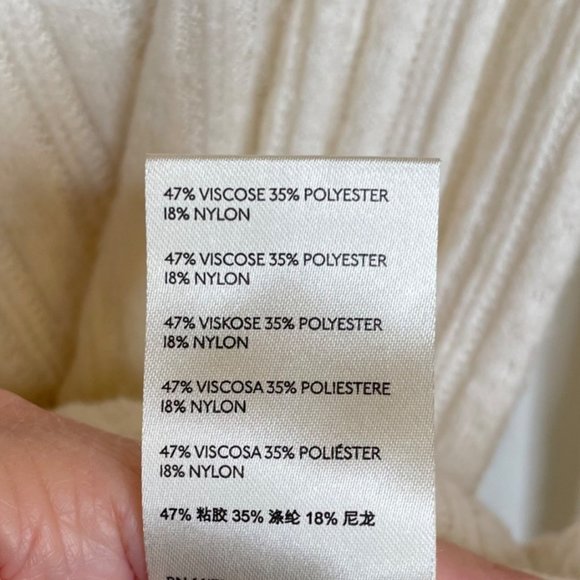 47% VISCOSE 35% POLYESTER
18% NYLON
47% VISCOSE 35% POLYESTER
18% NYLON
47% VISKOSE 35% POLYESTER
18% NYLON
47% VISCOSA 35% POLIESTERE
18% NYLON
47% VISCOSA 35% POLIÉSTER
18% NYLON
47% 粘胶 35% 涤纶 18% 尼龙